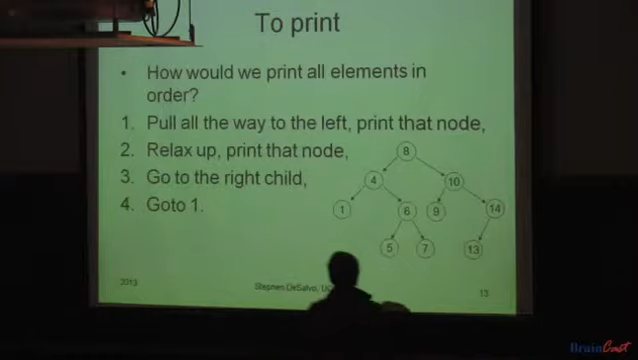 To print
• How would we print all elements in
order?
1. Pull all the way to the left, print that node,
2. Relax up, print that node,
3. Go to the right child,
4. Goto 1.
8
4 10
1 6 9 14
5 7 13
2013 Stephen DeSalvo, 13
BrainCast